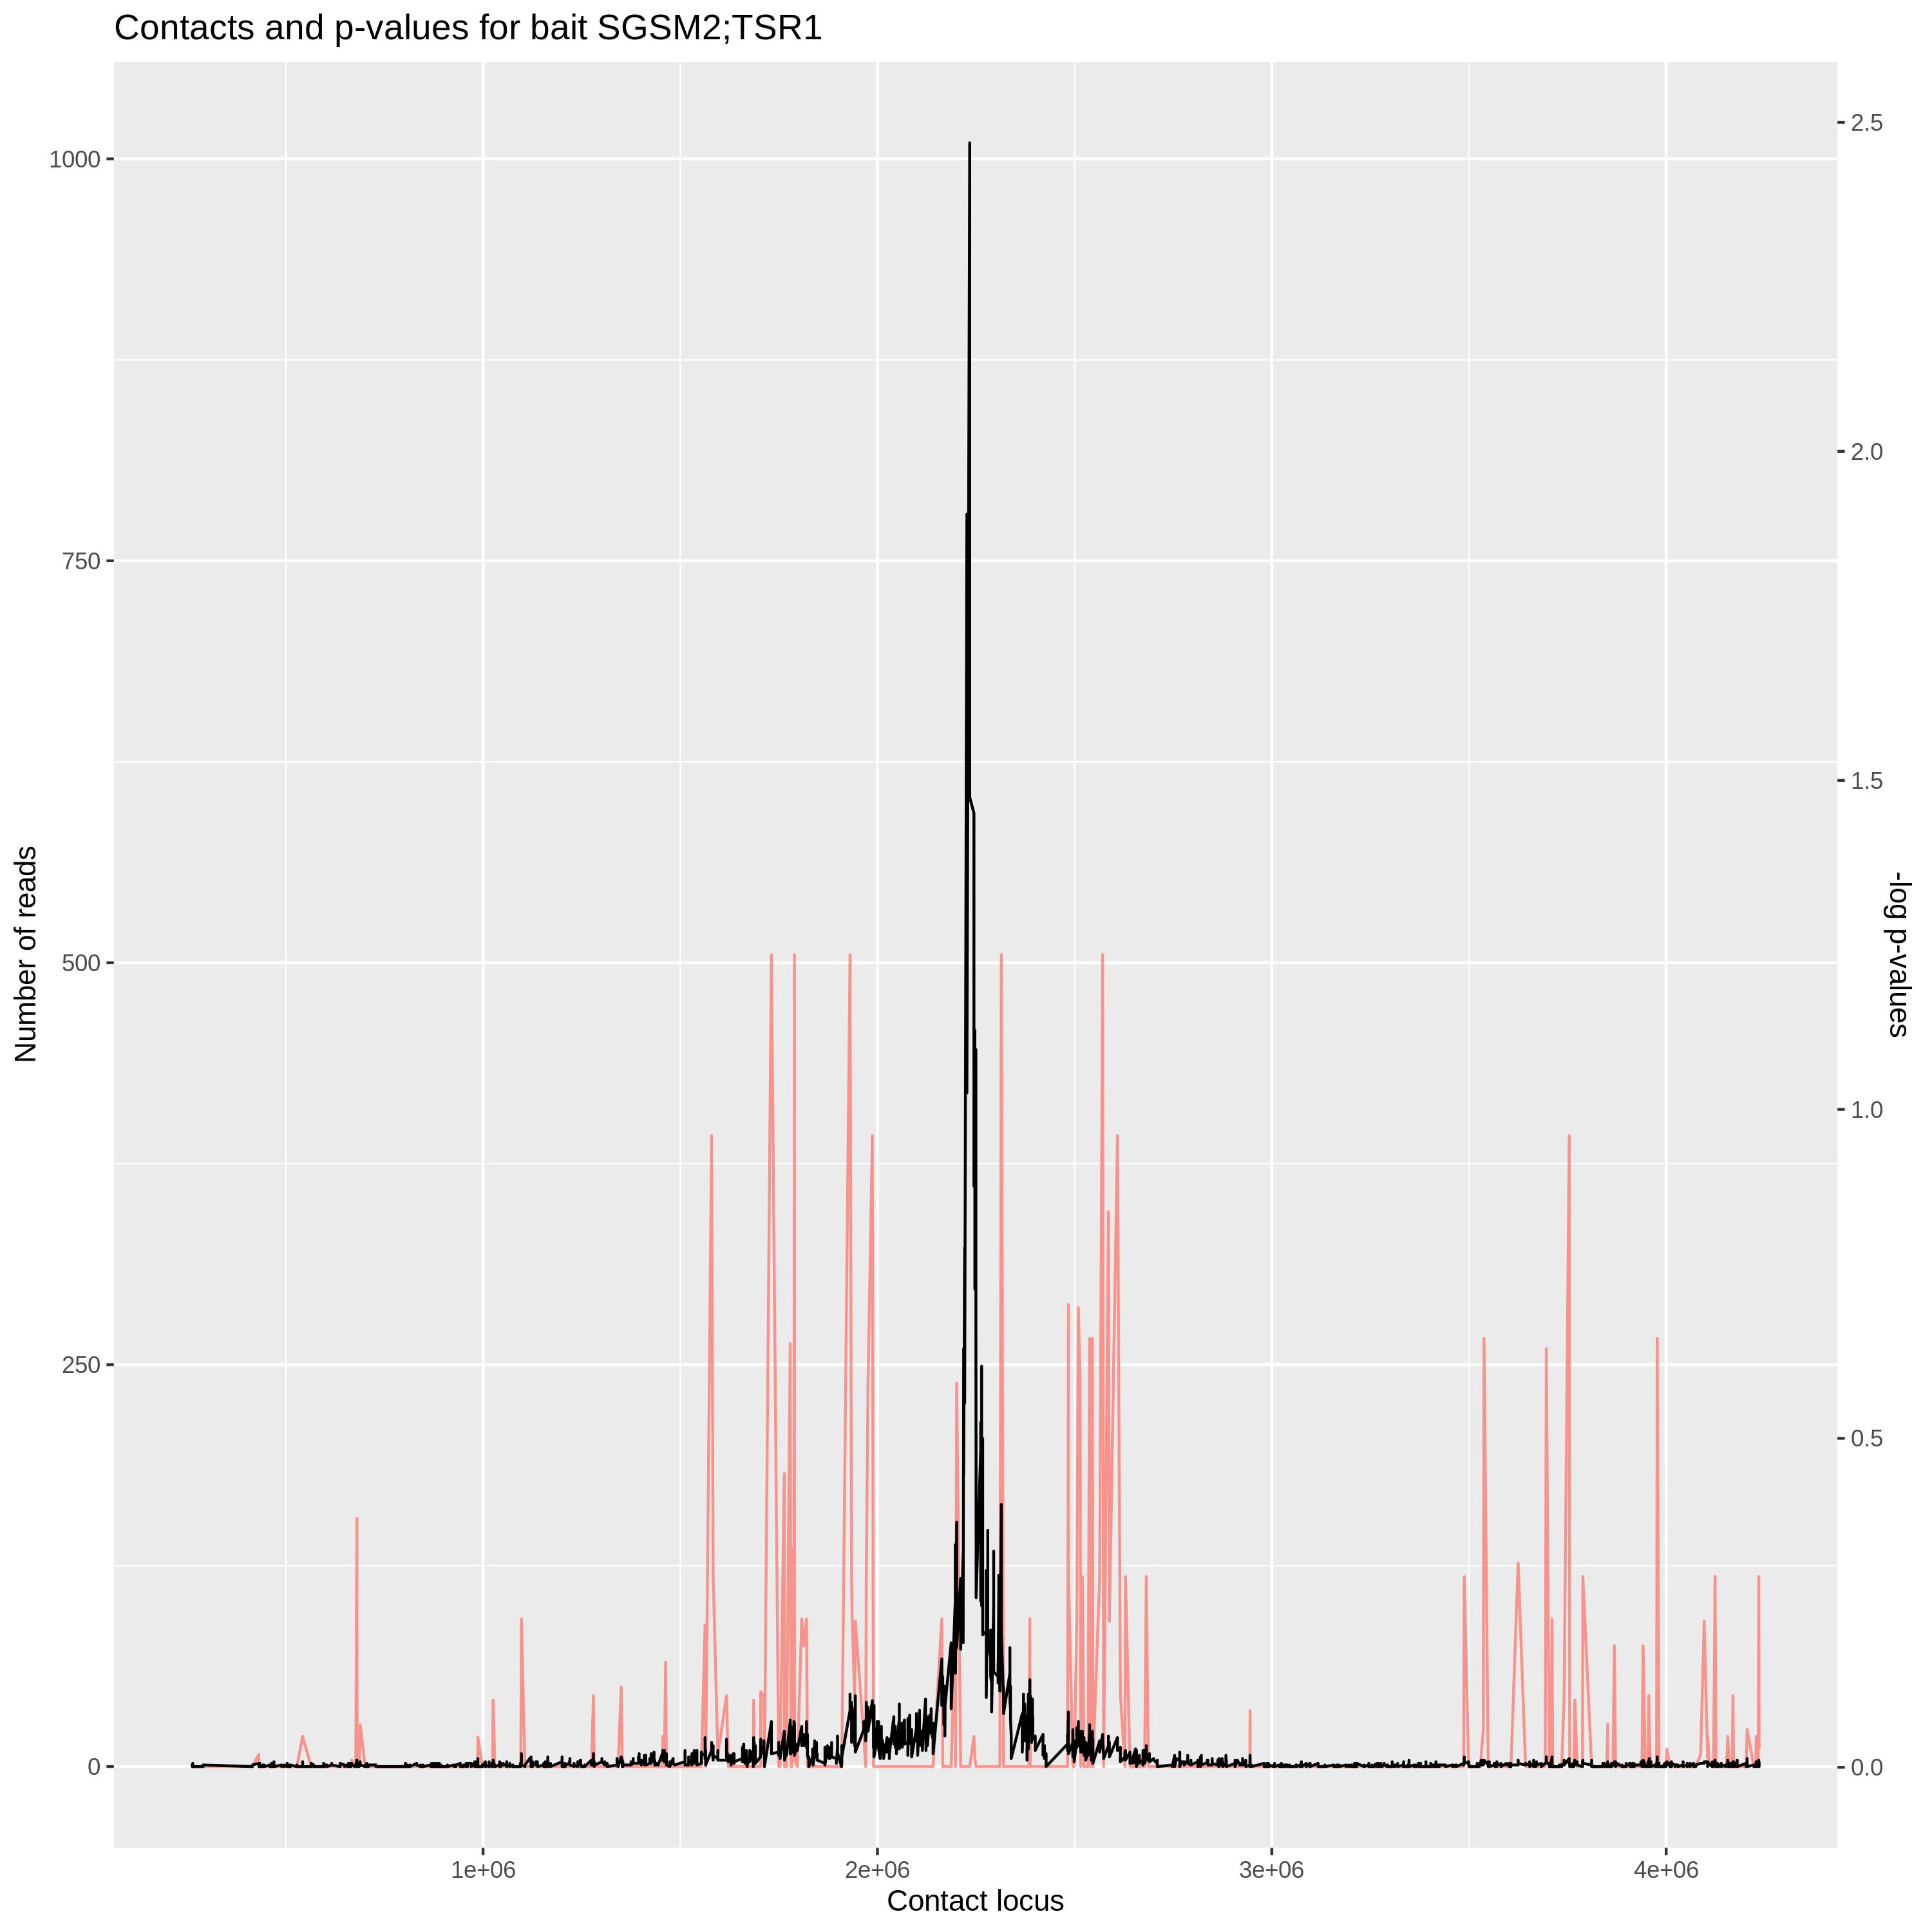 Contacts and p-values for bait SGSM2;TSR1
1000
750
500
250
0
Number of reads
2.5
2.0
1.5
1.0
0.5
0.0
-log p-values
1e+06 2e+06 3e+06 4e+06
Contact locus